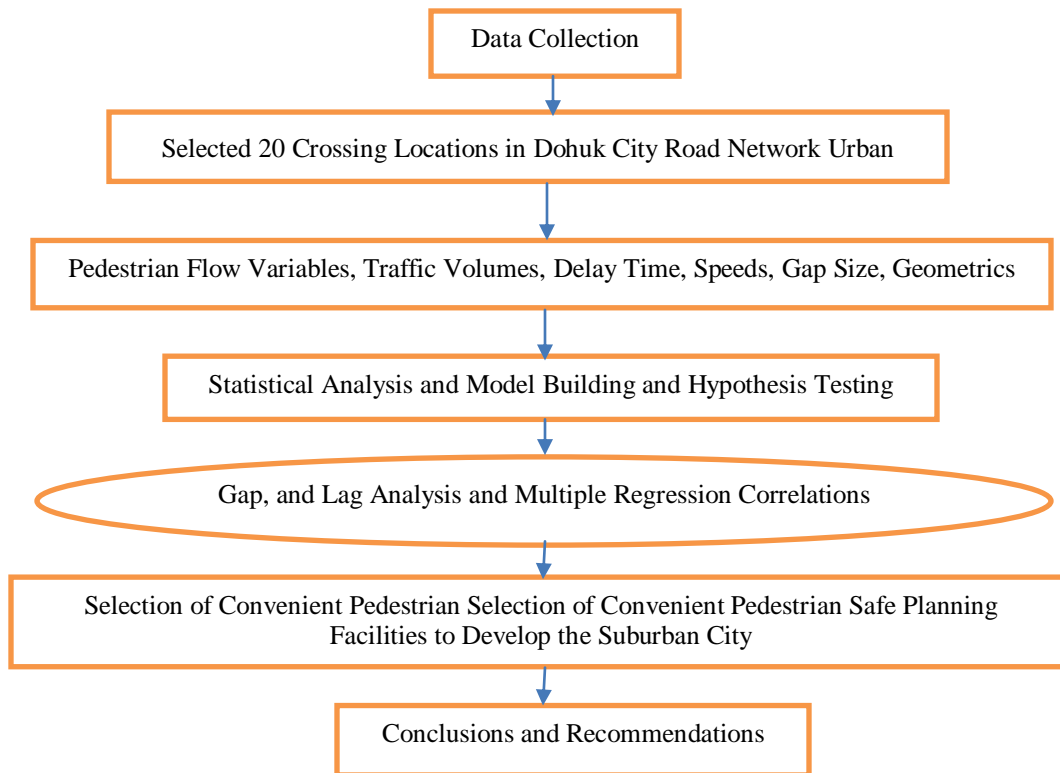 Data Collection
Selected 20 Crossing Locations in Dohuk City Road Network Urban
Pedestrian Flow Variables, Traffic Volumes, Delay Time, Speeds, Gap Size, Geometrics
Statistical Analysis and Model Building and Hypothesis Testing
Gap, and Lag Analysis and Multiple Regression Correlations
Selection of Convenient Pedestrian Selection of Convenient Pedestrian Safe Planning
Facilities to Develop the Suburban City
Conclusions and Recommendations